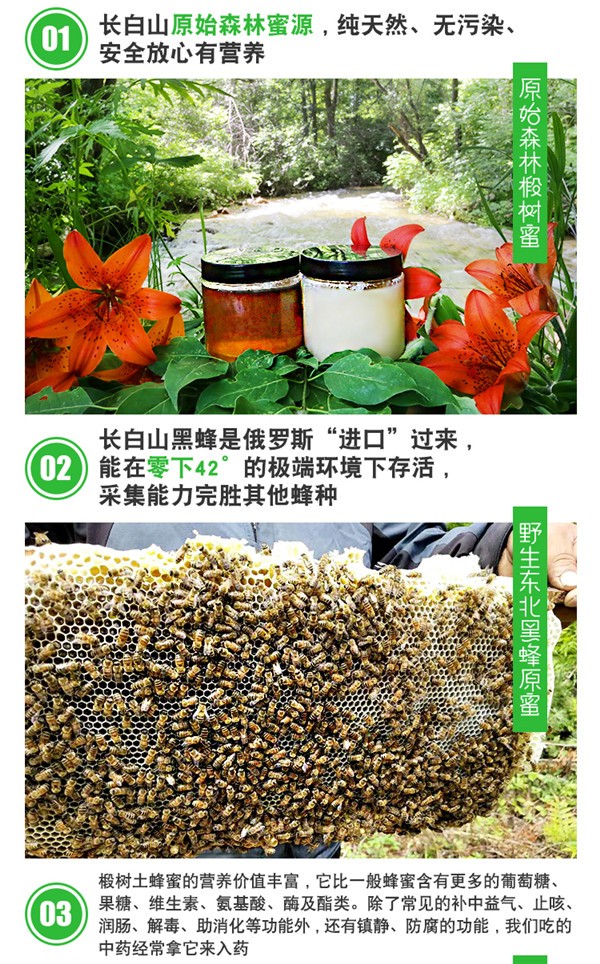 01
长白山原始森林蜜源，纯天然、无污染、
安全放心有营养
原始森林椴树蜜
02
长白山黑蜂是俄罗斯“进口”过来，
能在零下42°的极端环境下存活，
采集能力完胜其他蜂种
野生东北黑蜂原蜜
03
椴树土蜂蜜的营养价值丰富，它比一般蜂蜜含有更多的葡萄糖、
果糖、维生素、氨基酸、酶及酯类。除了常见的补中益气、止咳、
润肠、解毒、助消化等功能外，还有镇静、防腐的功能，我们吃的
中药经常拿它来入药